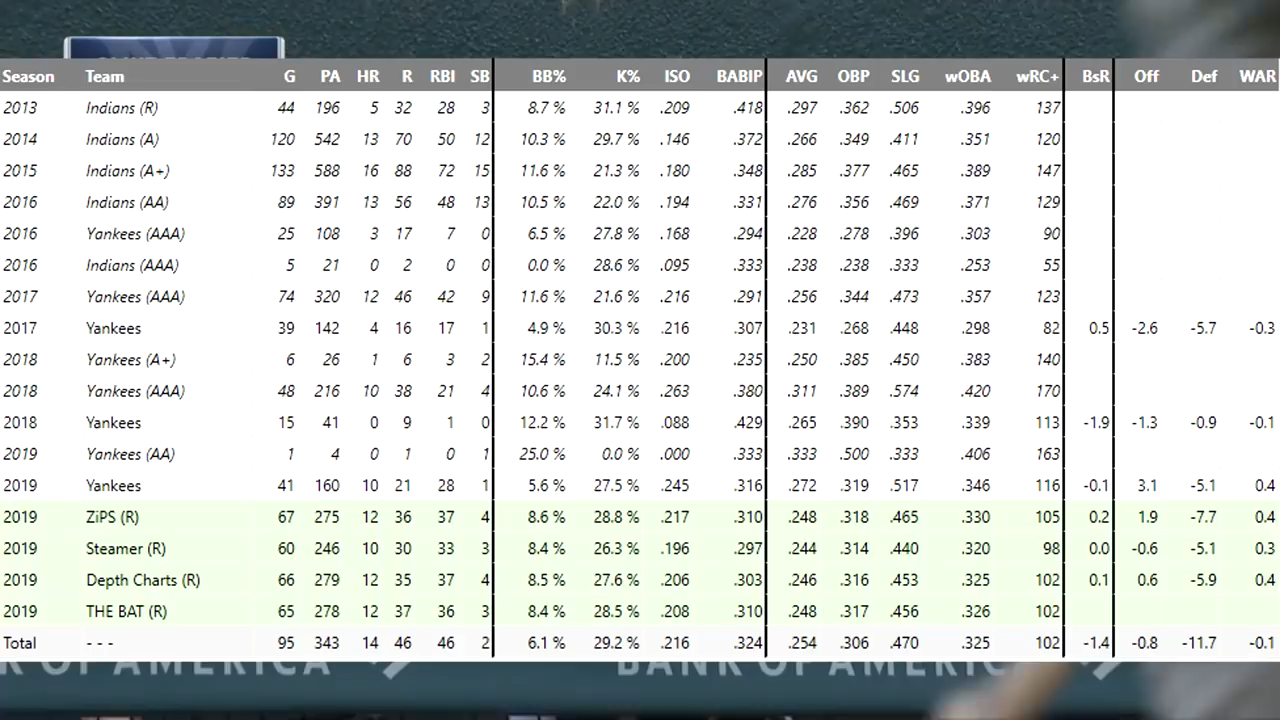 Season Team G PA HR R RBI SB BB% K% ISO BABIP AVG OBP SLG wOBA wRC+ BsR Off Def WAR
2013 Indians (R) 44 196 5 32 28 3 8.7 % 31.1 % .209 .418 .297 .362 .506 .396 137
2014 Indians (A) 120 542 13 70 50 12 10.3 % 29.7 % .146 .372 .266 .349 .411 .351 120
2015 Indians (A+) 133 588 16 88 72 15 11.6 % 21.3 % .180 .348 .285 .377 .465 .389 147
2016 Indians (AA) 89 391 13 56 48 13 10.5 % 22.0 % .194 .331 .276 .356 .469 .371 129
2016 Yankees (AAA) 25 108 3 17 7 0 6.5 % 27.8 % .168 .294 .228 .278 .396 .303 90
2016 Indians (AAA) 5 21 0 2 0 0 0.0 % 28.6 % .095 .333 .238 .238 .333 .253 55
2017 Yankees (AAA) 74 320 12 46 42 9 11.6 % 21.6 % .216 .291 .256 .344 .473 .357 123
2017 Yankees 39 142 4 16 17 1 4.9 % 30.3 % .216 .307 .231 .268 .448 .298 82 0.5 -2.6 -5.7 -0.3
2018 Yankees (A+) 6 26 1 6 3 2 15.4 % 11.5 % .200 .235 .250 .385 .450 .383 140
2018 Yankees (AAA) 48 216 10 38 21 4 10.6 % 24.1 % .263 .380 .311 .389 .574 .420 170
2018 Yankees 15 41 0 9 1 0 12.2 % 31.7 % .088 .429 .265 .390 .353 .339 113 -1.9 -1.3 -0.9 -0.1
2019 Yankees (AA) 1 4 0 1 0 1 25.0 % 0.0 % .000 .333 .333 .500 .333 .406 163
2019 Yankees 41 160 10 21 28 1 5.6 % 27.5 % .245 .316 .272 .319 .517 .346 116 -0.1 3.1 -5.1 0.4
2019 ZiPS (R) 67 275 12 36 37 4 8.6 % 28.8 % .217 .310 .248 .318 .465 .330 105 0.2 1.9 -7.7 0.4
2019 Steamer (R) 60 246 10 30 33 3 8.4 % 26.3 % .196 .297 .244 .314 .440 .320 98 0.0 -0.6 -5.1 0.3
2019 Depth Charts (R) 66 279 12 35 37 4 8.5 % 27.6 % .206 .303 .246 .316 .453 .325 102 0.1 0.6 -5.9 0.4
2019 THE BAT (R) 65 278 12 37 36 3 8.4 % 28.5 % .208 .310 .248 .317 .456 .326 102
Total - - - 95 343 14 46 46 2 6.1 % 29.2 % .216 .324 .254 .306 .470 .325 102 -1.4 -0.8 -11.7 -0.1
K OF AMERICA BANK OF AMERIC